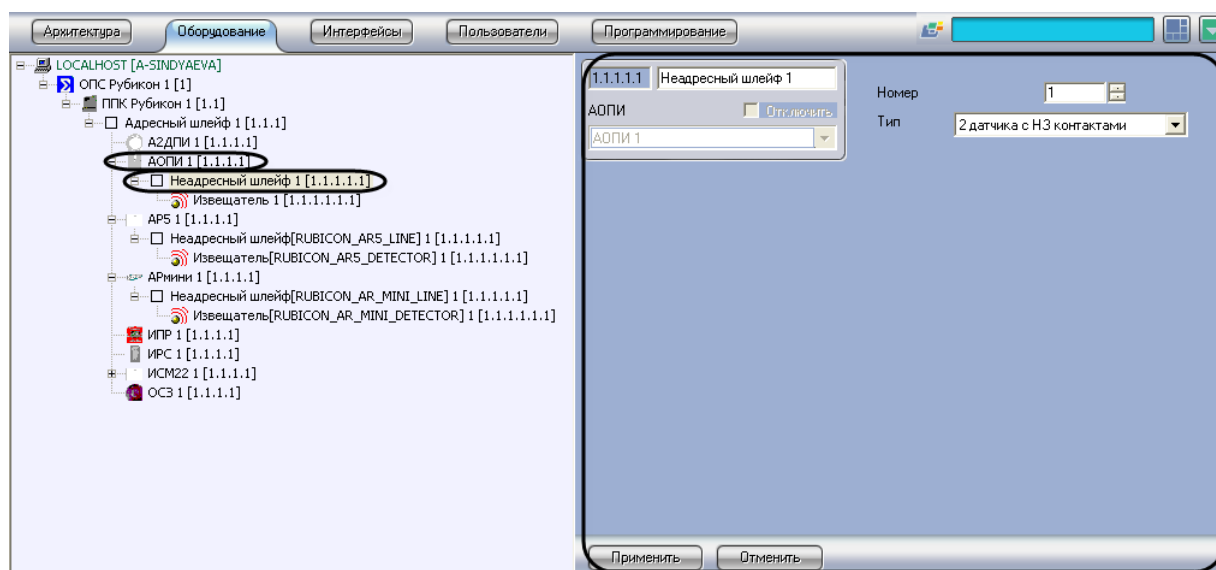 Архитектура Оборудование Интерфейсы Пользователи Программирование
LOCALHOST [A-SINDYAEVA]
ОПС Рубикон 1 [1]
ППК Рубикон 1 [1.1]
Адресный шлейф 1 [1.1.1]
А2ДПИ 1 [1.1.1.1]
АОПИ 1 [1.1.1.1]
Неадресный шлейф 1 [1.1.1.1.1]
Извещатель 1 [1.1.1.1.1.1]
АР5 1 [1.1.1.1]
Неадресный шлейф[RUBICON_AR5_LINE] 1 [1.1.1.1.1]
Извещатель[RUBICON_AR5_DETECTOR] 1 [1.1.1.1.1.1]
АРмини 1 [1.1.1.1]
Неадресный шлейф[RUBICON_AR_MINI_LINE] 1 [1.1.1.1.1]
Извещатель[RUBICON_AR_MINI_DETECTOR] 1 [1.1.1.1.1.1]
ИПР 1 [1.1.1.1]
ИРС 1 [1.1.1.1]
ИСМ22 1 [1.1.1.1]
ОСЗ 1 [1.1.1.1]
1.1.1.1.1 Неадресный шлейф 1
АОПИ Отключить
АОПИ 1
Номер 1
Тип 2 датчика с НЗ контактами
Применить Отменить